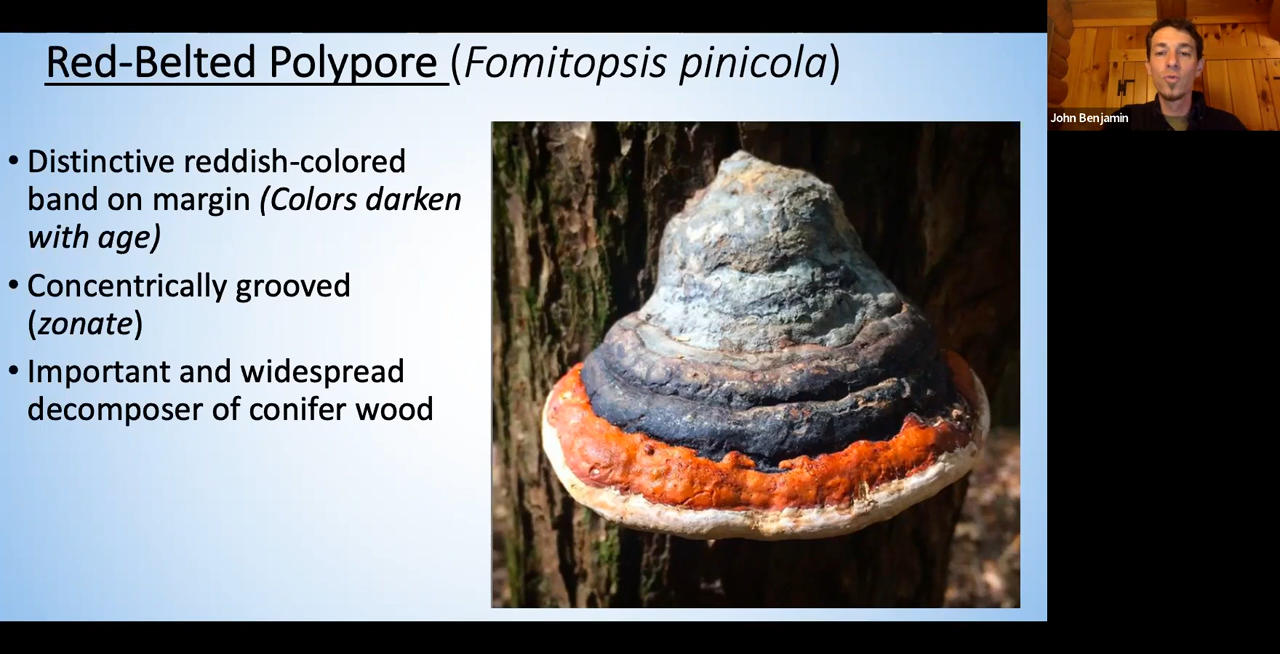 Red-Belted Polypore (Fomitopsis pinicola)
John Benjamin
• Distinctive reddish-colored
band on margin (Colors darken
with age)
• Concentrically grooved
(zonate)
• Important and widespread
decomposer of conifer wood